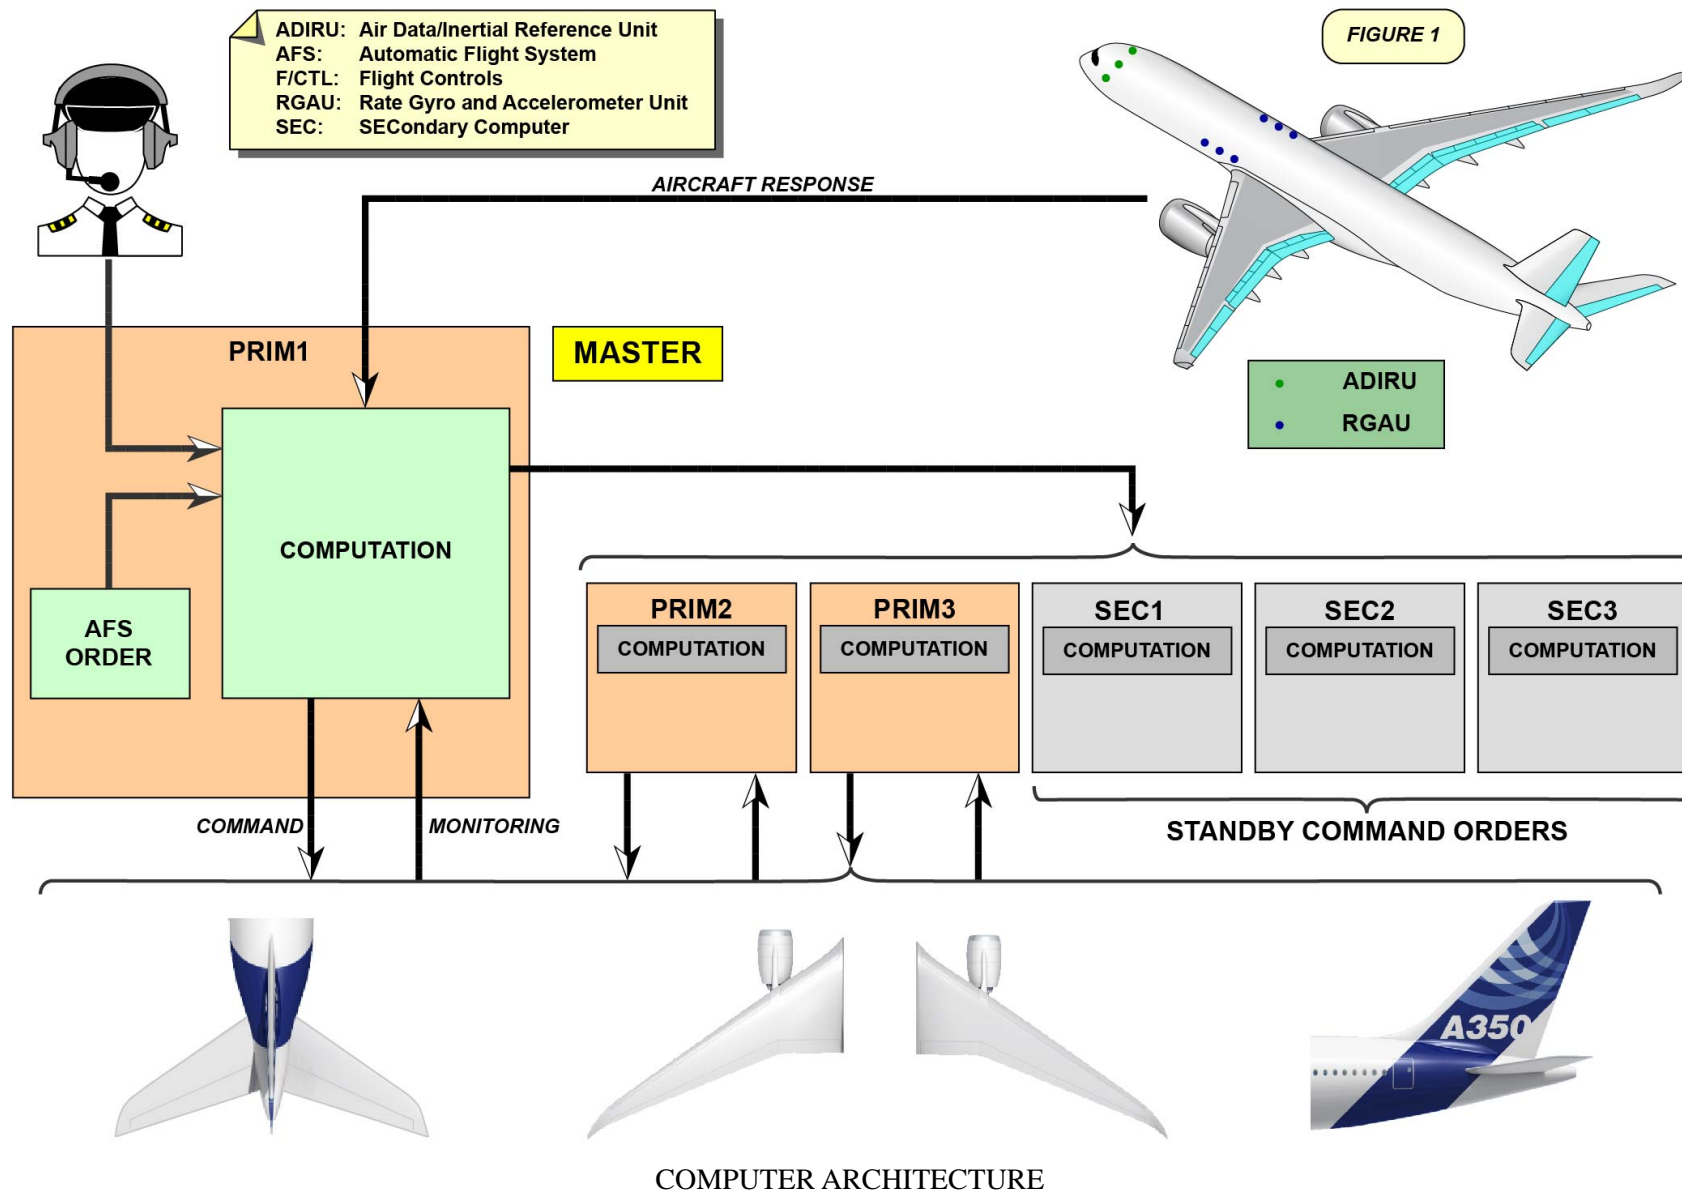 ADIRU: Air Data/Inertial Reference Unit
AFS: Automatic Flight System
F/CTL: Flight Controls
RGAU: Rate Gyro and Accelerometer Unit
SEC: SECondary Computer
FIGURE 1
AIRCRAFT RESPONSE
PRIM1
MASTER
ADIRU
RGAU
COMPUTATION
AFS
ORDER
PRIM2
COMPUTATION
PRIM3
COMPUTATION
SEC1
COMPUTATION
SEC2
COMPUTATION
SEC3
COMPUTATION
COMMAND
MONITORING
STANDBY COMMAND ORDERS
A350
COMPUTER ARCHITECTURE